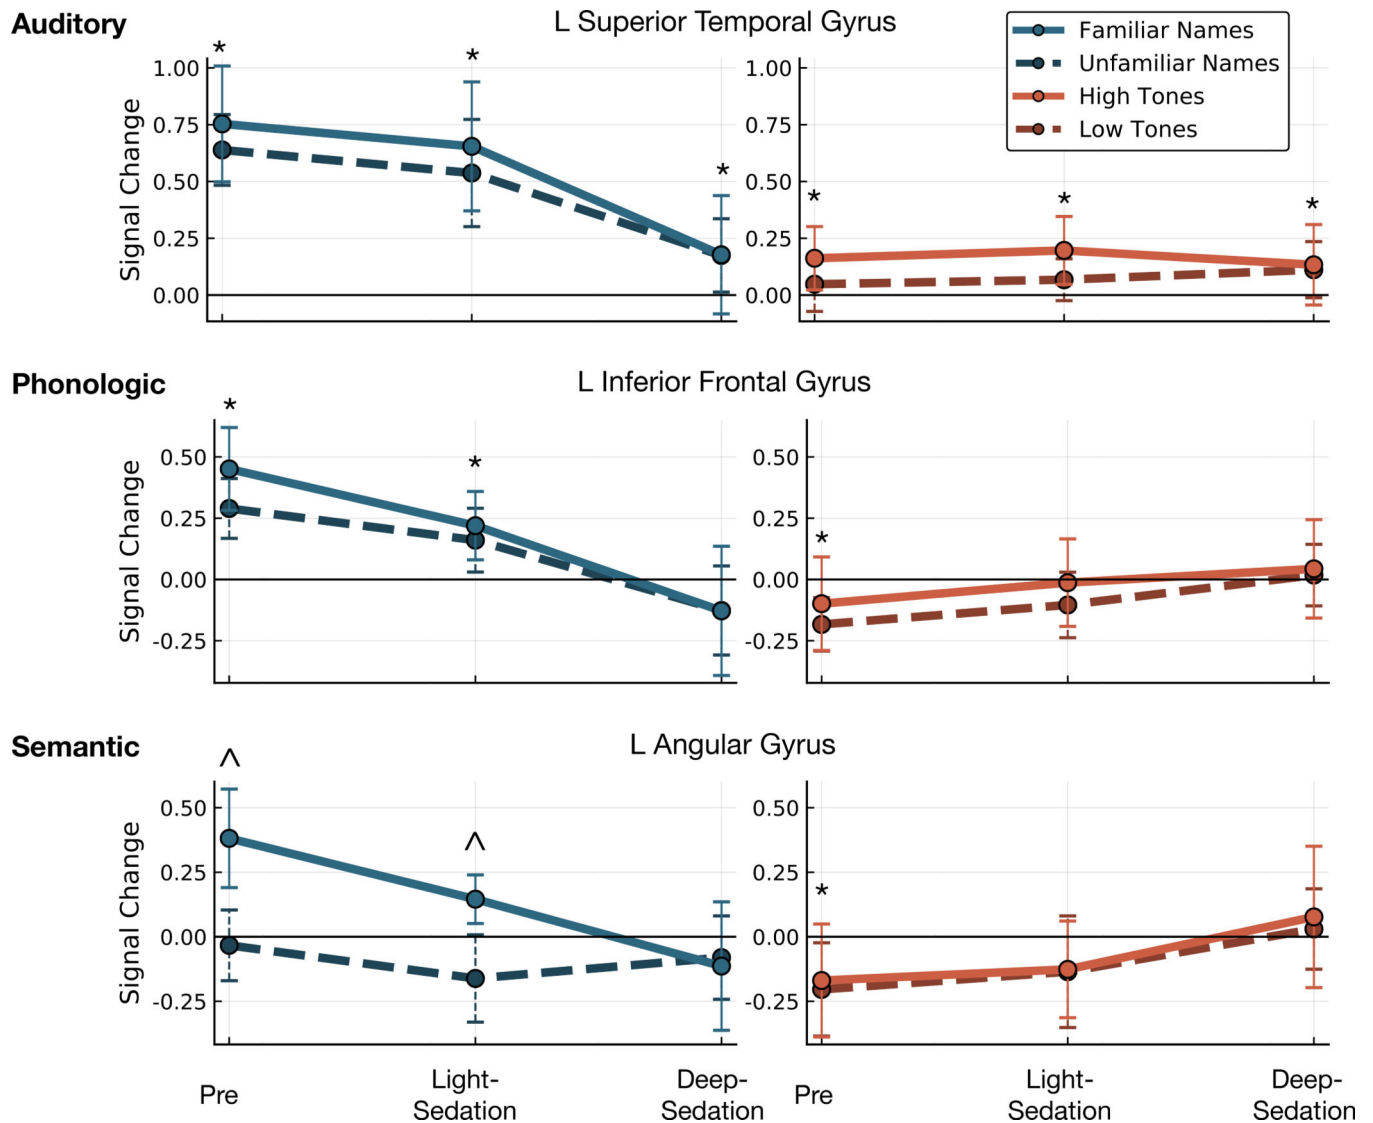 Auditory
L Superior Temporal Gyrus
Familiar Names
Unfamiliar Names
High Tones
Low Tones
Signal Change
1.00
0.75
0.50
0.25
0.00
* * *
1.00
0.75
0.50
0.25
0.00
* * *
Phonologic
L Inferior Frontal Gyrus
Signal Change
0.50
0.25
0.00
-0.25
* *
0.50
0.25
0.00
-0.25
*
Semantic
L Angular Gyrus
Signal Change
0.50
0.25
0.00
-0.25
^ ^
0.50
0.25
0.00
-0.25
*
Pre
Light-
Sedation
Deep-
Sedation
Pre
Light-
Sedation
Deep-
Sedation